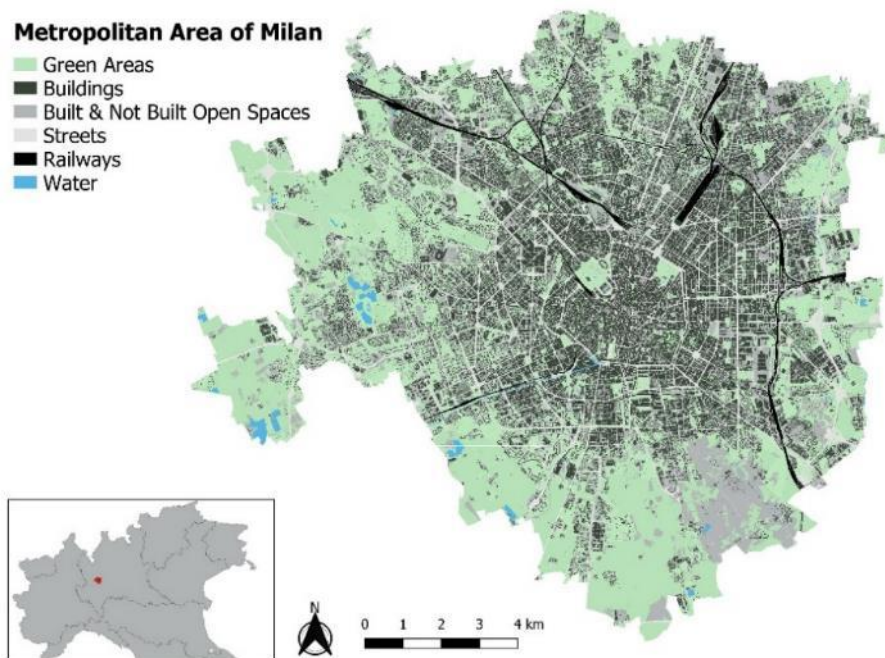 Metropolitan Area of Milan
Green Areas
Buildings
Built & Not Built Open Spaces
Streets
Railways
Water
N
0 1 2 3 4 km